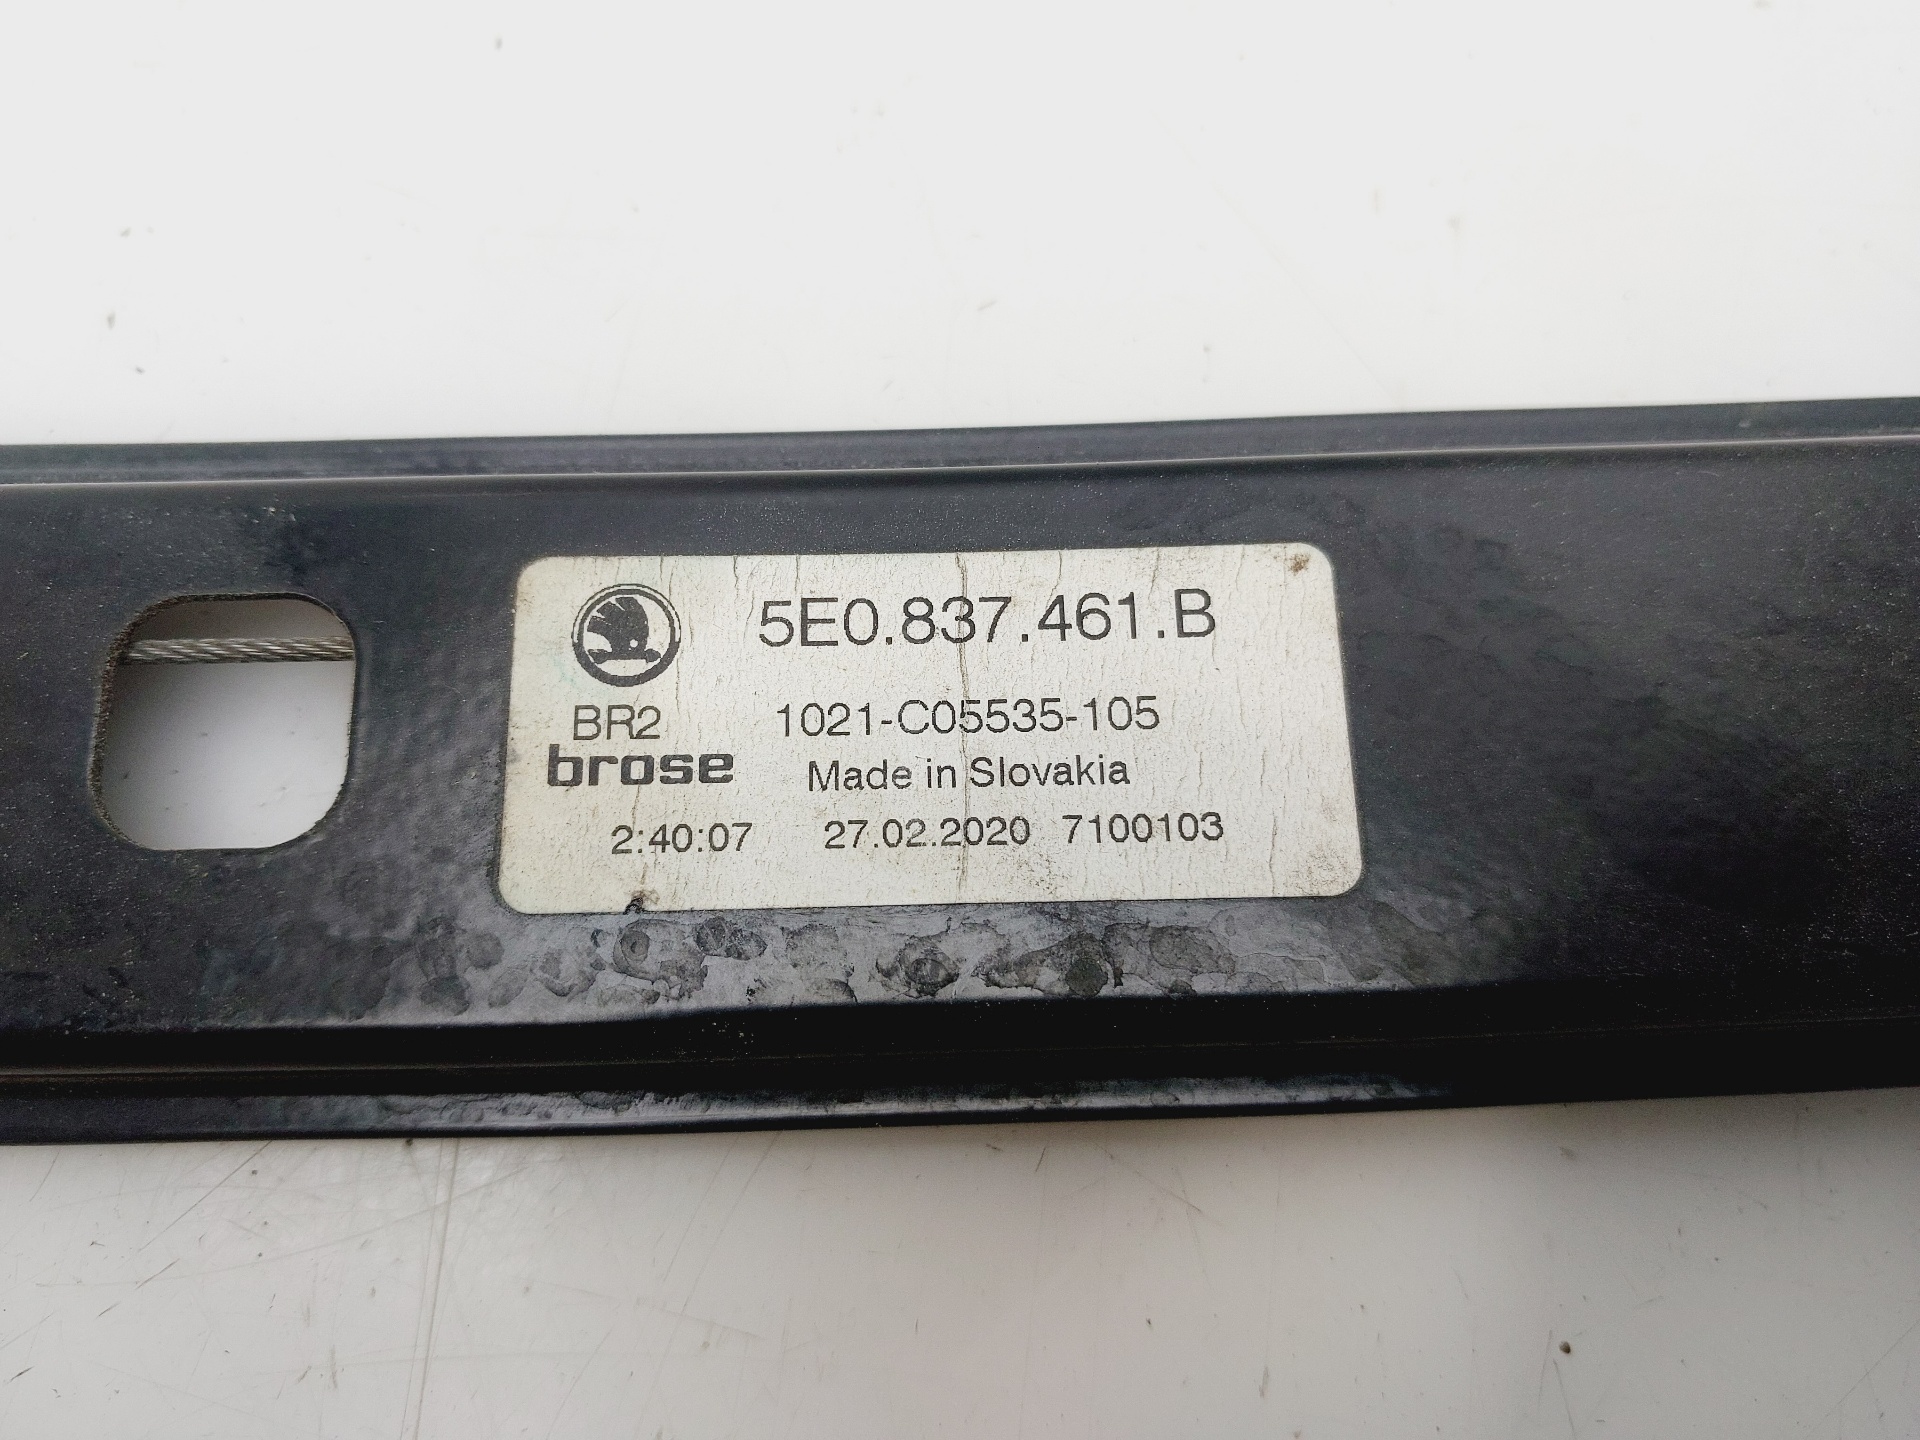 5E0.837.461.B
BR2 1021-C05535-105
brose Made in Slovakia
2:40:07 27.02.2020 7100103